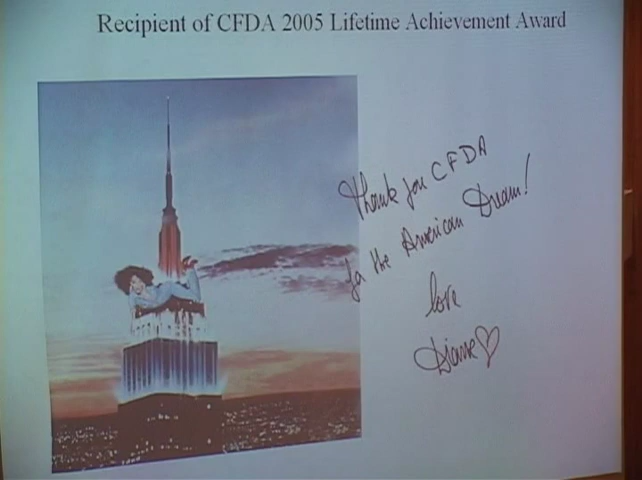 Recipient of CFDA 2005 Lifetime Achievement Award
Thank you CFDA
for the American Dream!
love
Diane